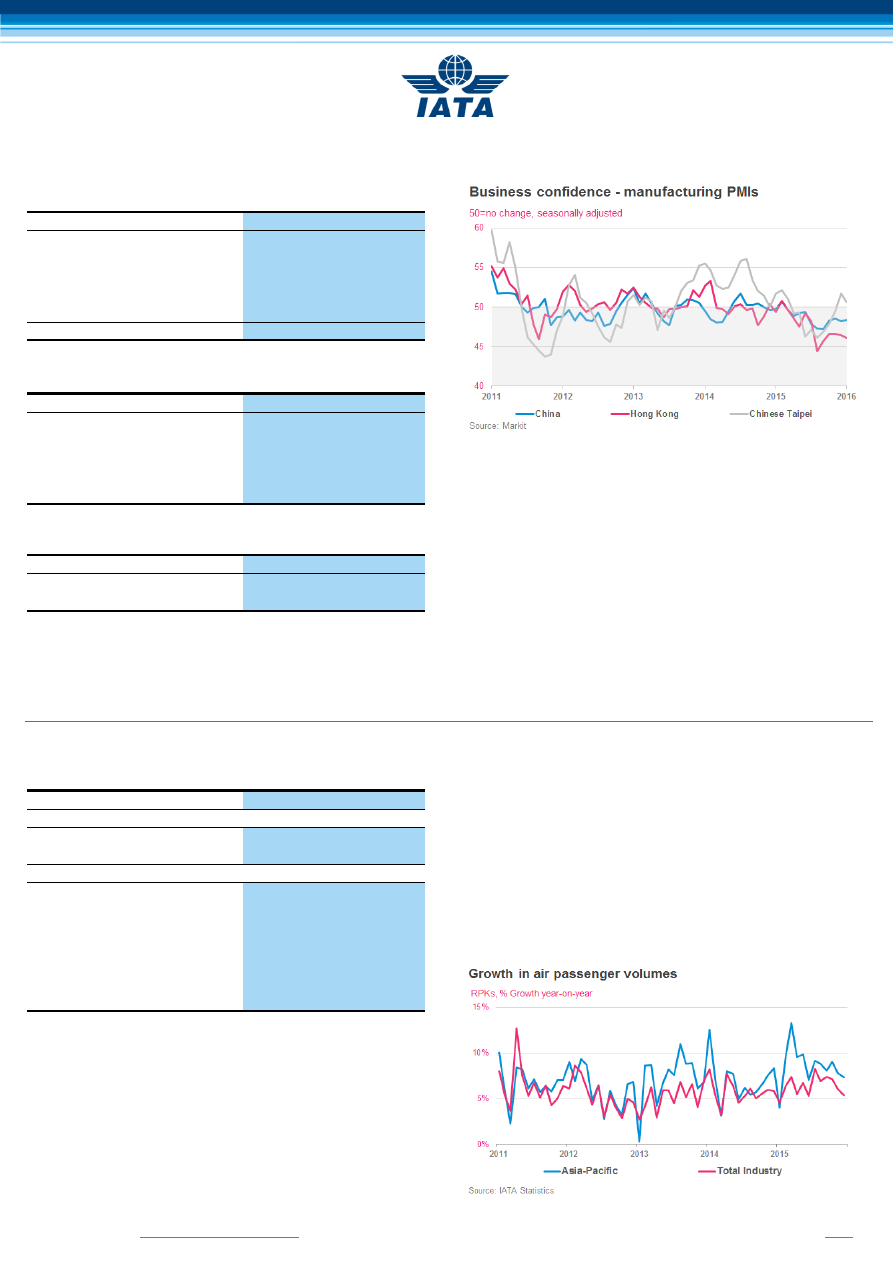 IATA
Business confidence - manufacturing PMIs
50=no change, seasonally adjusted
60
55
50
45
40
2011 2012 2013 2014 2015 2016
China Hong Kong Chinese Taipei
Source: Markit
Growth in air passenger volumes
RPKs, % Growth year-on-year
15%
10%
5%
0%
2011 2012 2013 2014 2015
Asia-Pacific Total Industry
Source: IATA Statistics